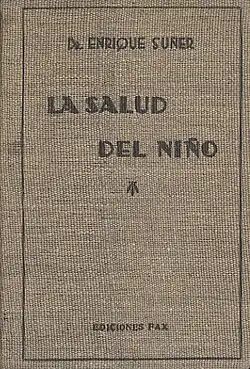 Dr. ENRIQUE SUÑER
LA SALUD
DEL NIÑO
EDICIONES PAX